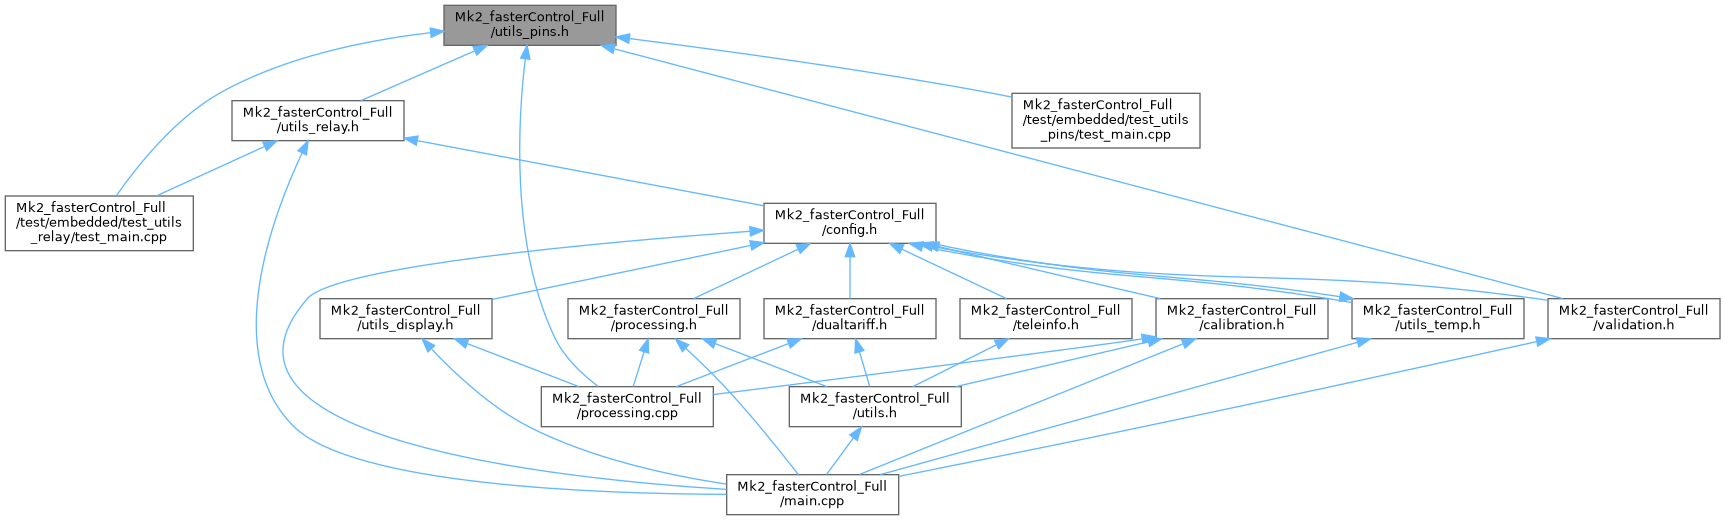 Mk2_fasterControl_Full
/utils_pins.h
Mk2_fasterControl_Full
/utils_relay.h
Mk2_fasterControl_Full
/test/embedded/test_utils
_pins/test_main.cpp
Mk2_fasterControl_Full
/test/embedded/test_utils
_relay/test_main.cpp
Mk2_fasterControl_Full
/config.h
Mk2_fasterControl_Full
/utils_display.h
Mk2_fasterControl_Full
/processing.h
Mk2_fasterControl_Full
/dualtariff.h
Mk2_fasterControl_Full
/teleinfo.h
Mk2_fasterControl_Full
/calibration.h
Mk2_fasterControl_Full
/utils_temp.h
Mk2_fasterControl_Full
/validation.h
Mk2_fasterControl_Full
/processing.cpp
Mk2_fasterControl_Full
/utils.h
Mk2_fasterControl_Full
/main.cpp